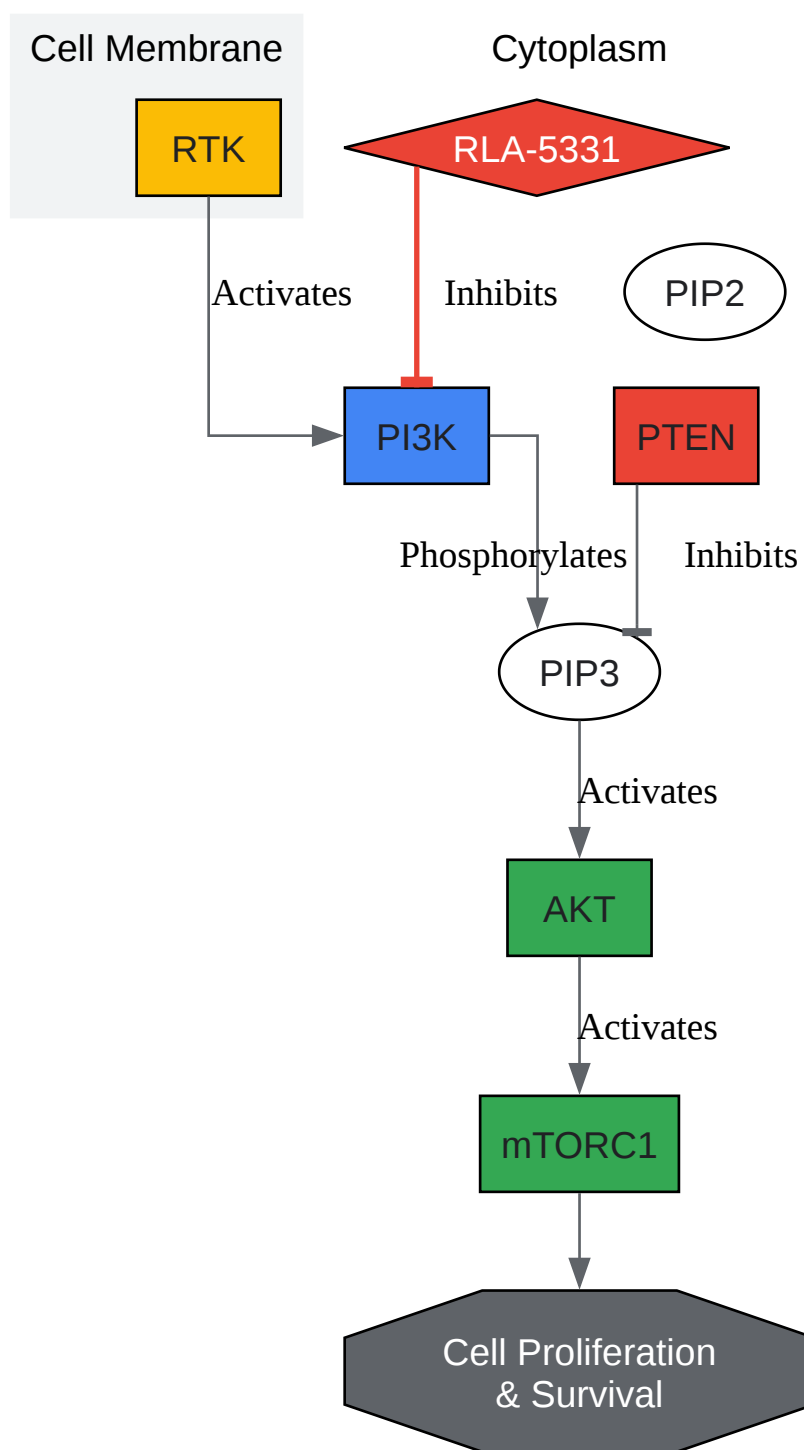 Cell Membrane
Cytoplasm
RTK
RLA-5331
Activates
Inhibits
PIP2
PI3K
PTEN
Phosphorylates
Inhibits
PIP3
Activates
AKT
Activates
mTORC1
Cell Proliferation
& Survival